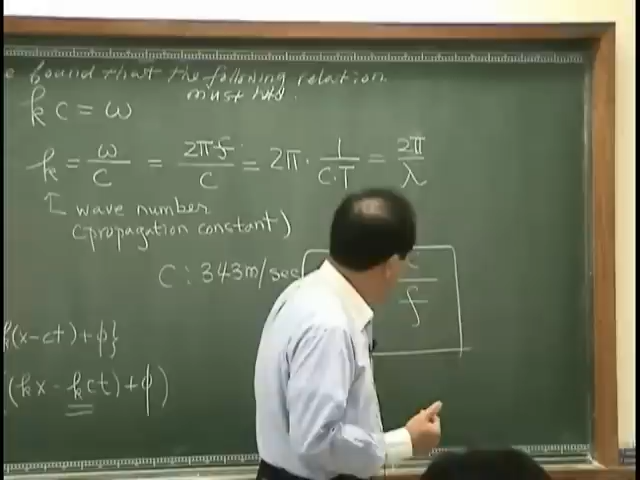 e found that the following relation
must hold.
k c = ω
k = ω/c = 2πf/c = 2π · 1/(c·T) = 2π/λ
wave number
(propagation constant)
c : 343m/sec
c/f
k(x-ct)+ϕ}
(kx - kct)+ϕ)